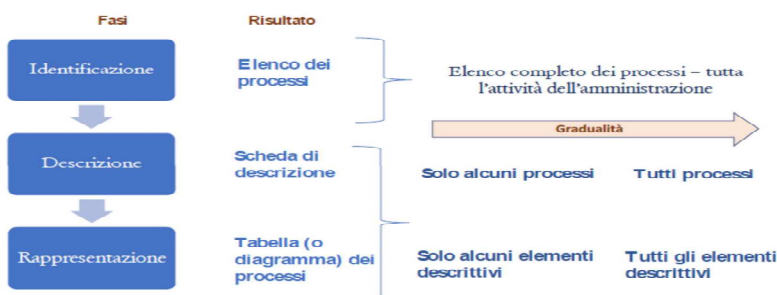 Fasi
Risultato
Identificazione
Elenco dei
processi
Elenco completo dei processi – tutta
l'attività dell'amministrazione
Gradualità
Descrizione
Scheda di
descrizione
Solo alcuni processi
Tutti processi
Rappresentazione
Tabella (o
diagramma) dei
processi
Solo alcuni elementi
descrittivi
Tutti gli elementi
descrittivi